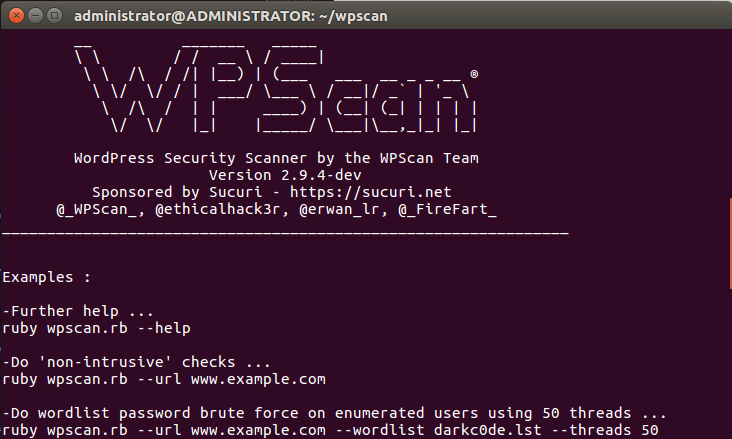 administrator@ADMINISTRATOR: ~/wpscan
WPScan ®
WordPress Security Scanner by the WPScan Team
Version 2.9.4-dev
Sponsored by Sucuri - https://sucuri.net
@_WPScan_, @ethicalhack3r, @erwan_lr, @_FireFart_
Examples :
-Further help ...
ruby wpscan.rb --help
-Do 'non-intrusive' checks ...
ruby wpscan.rb --url www.example.com
-Do wordlist password brute force on enumerated users using 50 threads ...
ruby wpscan.rb --url www.example.com --wordlist darkc0de.lst --threads 50